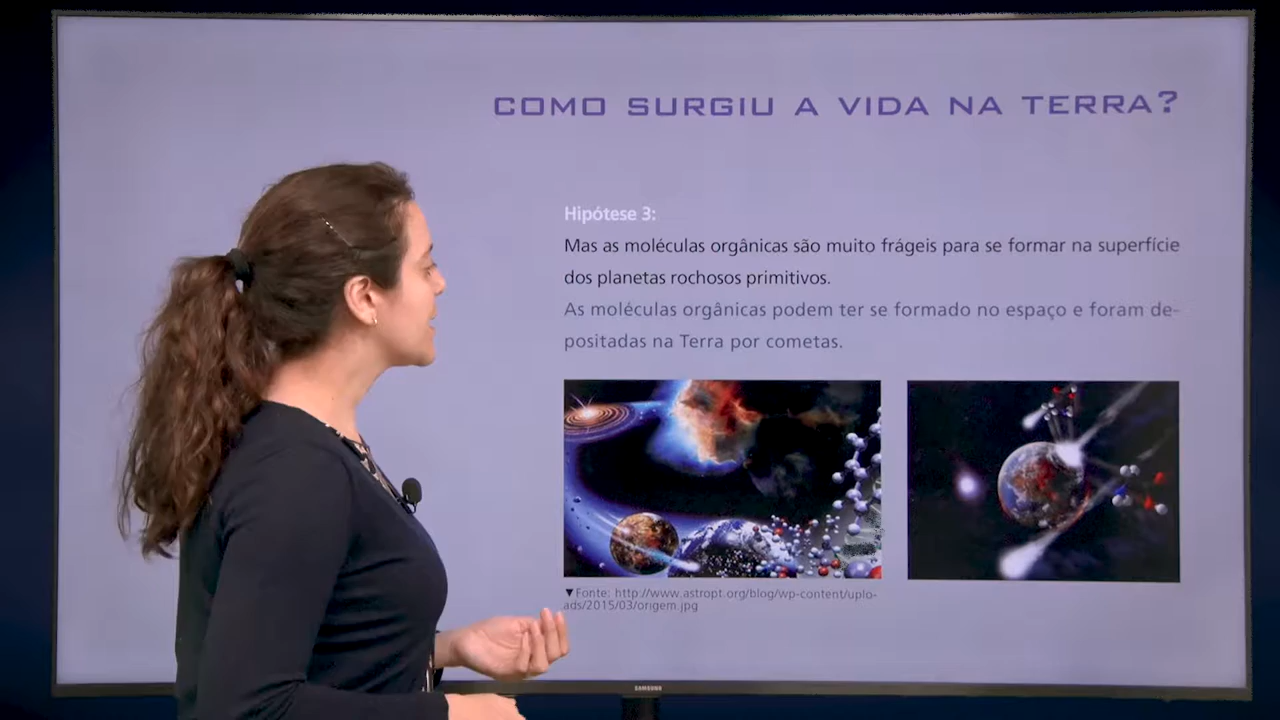 COMO SURGIU A VIDA NA TERRA?
Hipótese 3:
Mas as moléculas orgânicas são muito frágeis para se formar na superfície
dos planetas rochosos primitivos.
As moléculas orgânicas podem ter se formado no espaço e foram de-
positadas na Terra por cometas.
▼Fonte: http://www.astropt.org/blog/wp-content/uplo-
ads/2015/03/origem.jpg
SAMSUNG